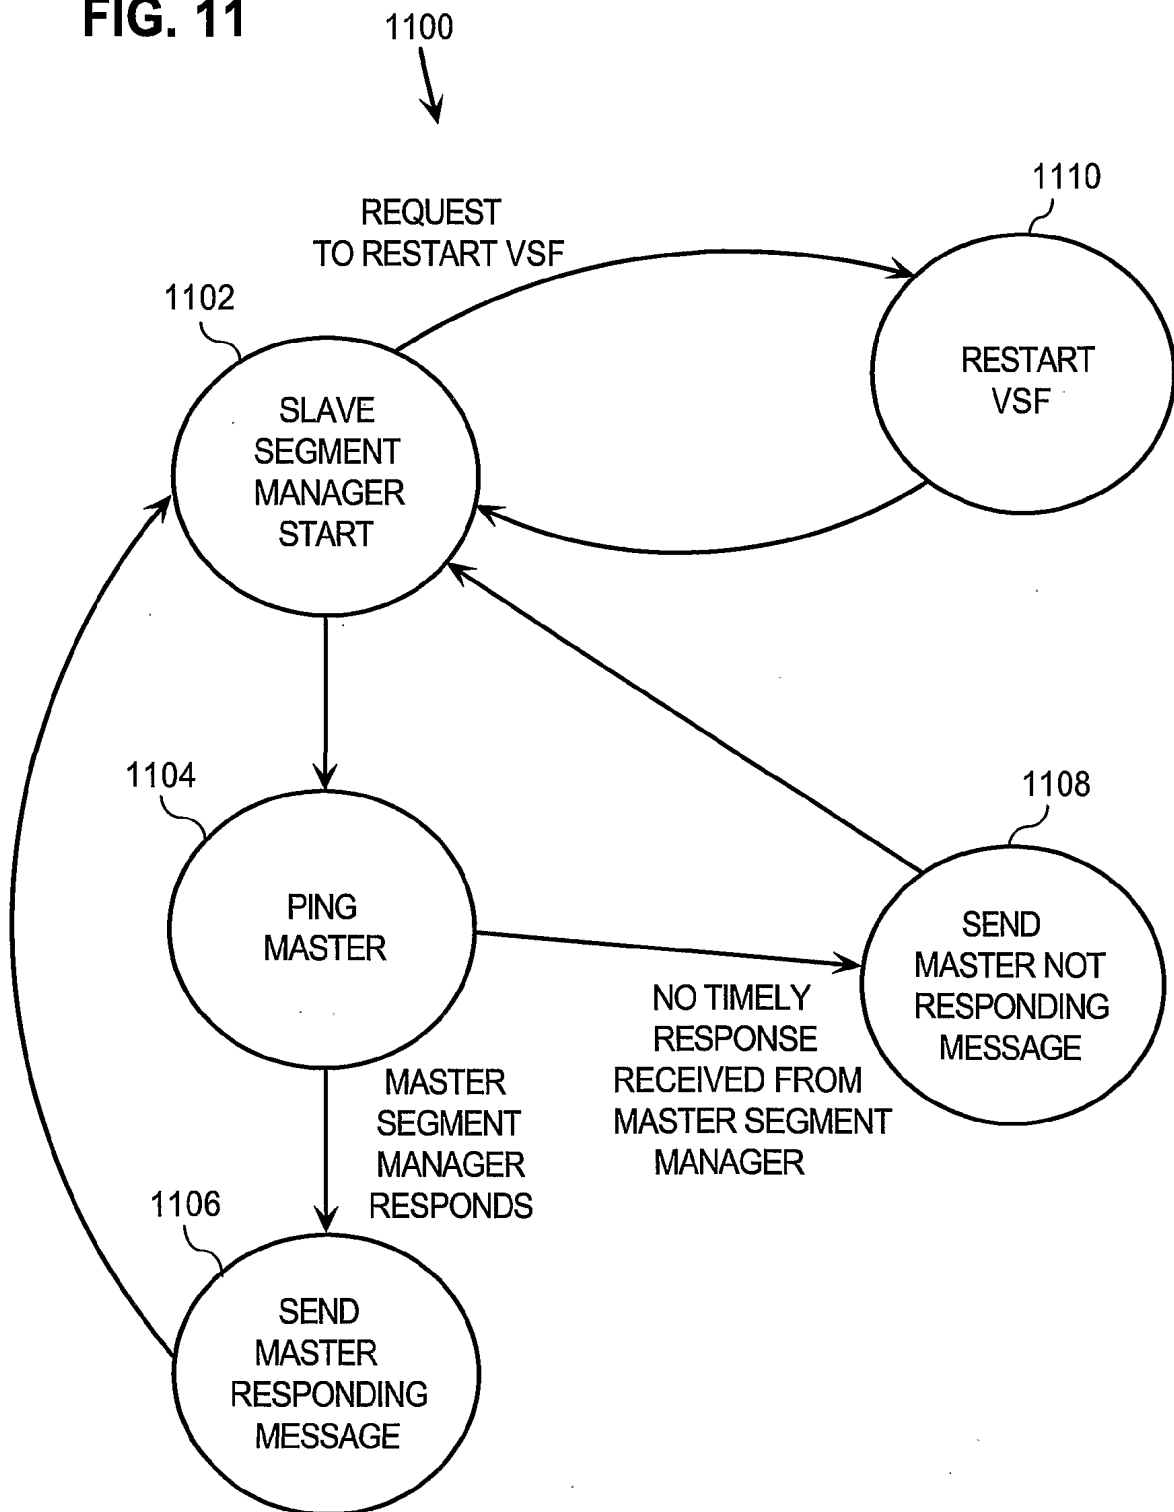 FIG. 11
1100
1110
REQUEST
TO RESTART VSF
1102
RESTART
VSF
SLAVE
SEGMENT
MANAGER
START
1104
1108
PING
MASTER
SEND
MASTER NOT
RESPONDING
MESSAGE
NO TIMELY
RESPONSE
RECEIVED FROM
MASTER SEGMENT
MANAGER
MASTER
SEGMENT
MANAGER
RESPONDS
1106
SEND
MASTER
RESPONDING
MESSAGE